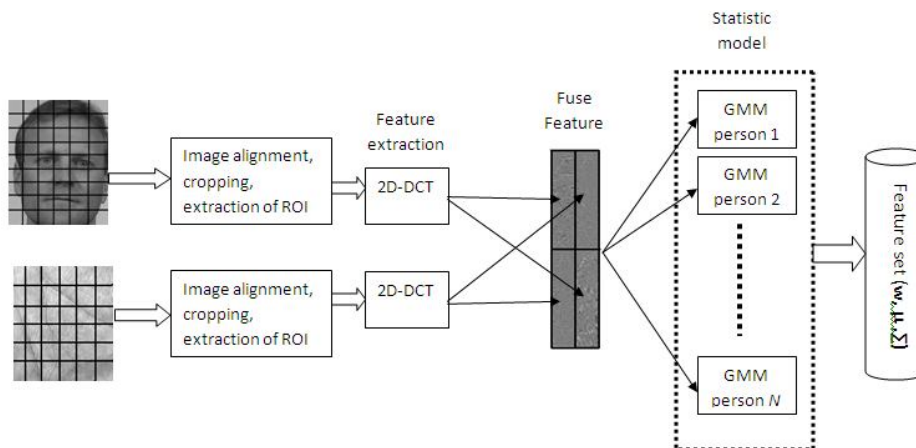 Statistic
model
Feature
extraction
Fuse
Feature
Image alignment,
cropping,
extraction of ROI
2D-DCT
Image alignment,
cropping,
extraction of ROI
2D-DCT
GMM
person 1
GMM
person 2
GMM
person N
Feature set (w, μ, Σ)